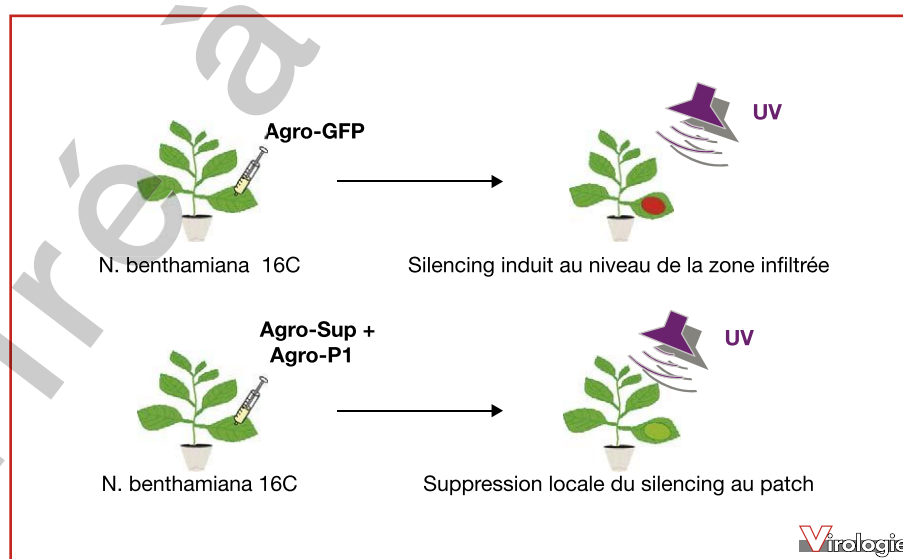 Agro-GFP
UV
N. benthamiana 16C
Silencing induit au niveau de la zone infiltrée
Agro-Sup +
Agro-P1
UV
N. benthamiana 16C
Suppression locale du silencing au patch
Virologie